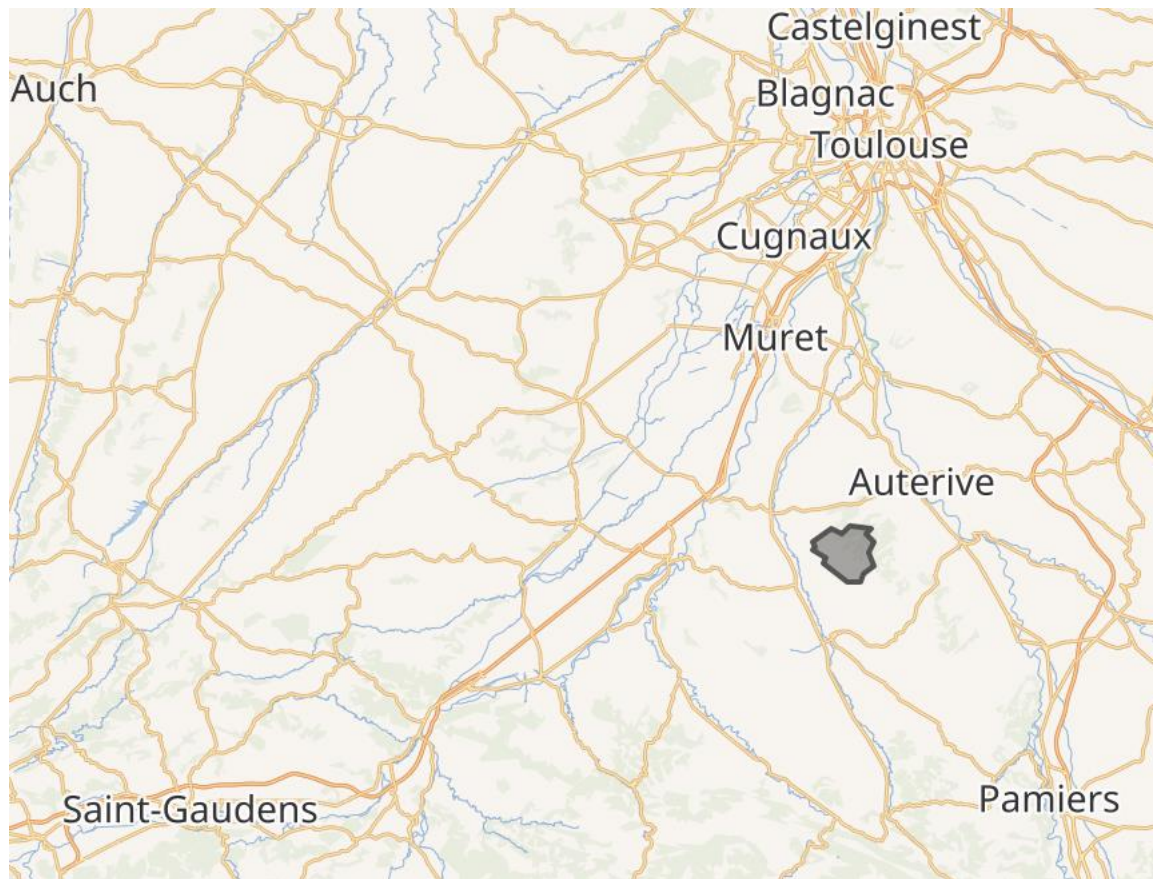 Castelginest
Auch
Blagnac
Toulouse
Cugnaux
Muret
Auterive
Saint-Gaudens
Pamiers